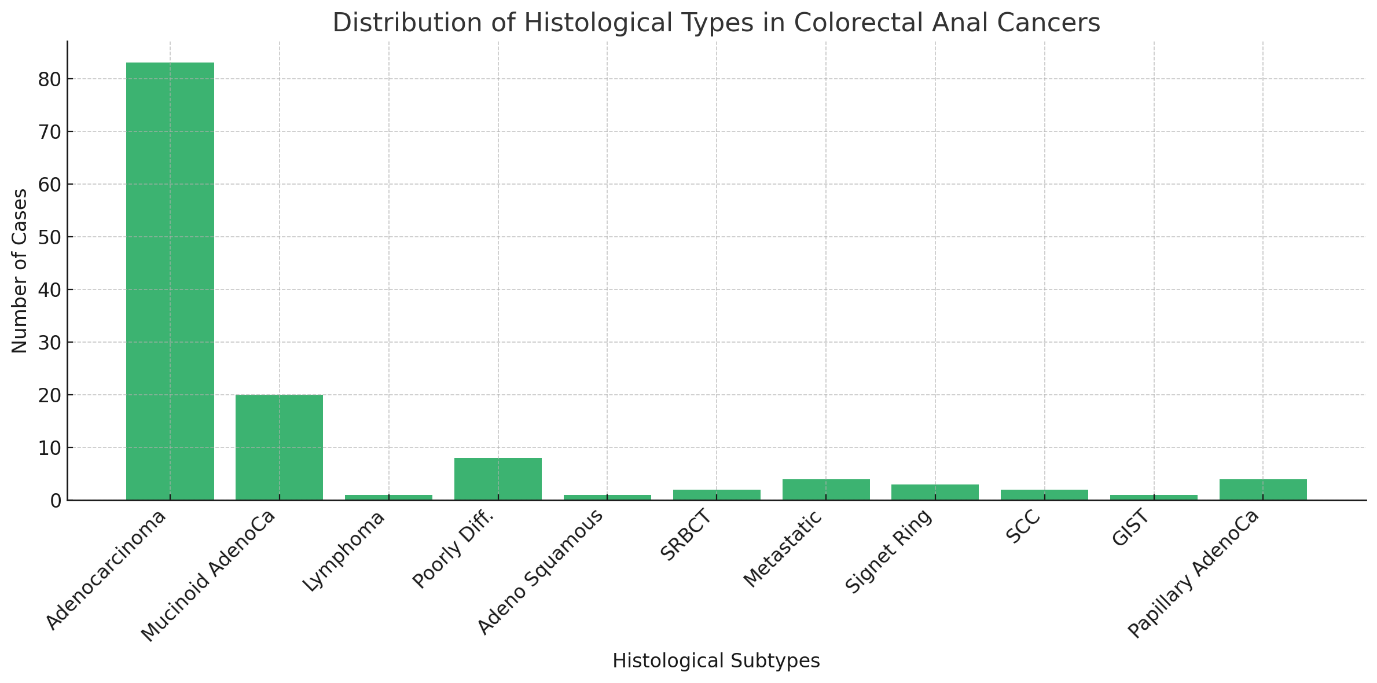 Distribution of Histological Types in Colorectal Anal Cancers
Number of Cases
80
70
60
50
40
30
20
10
0
Adenocarcinoma
Mucinoid AdenoCa
Lymphoma
Poorly Diff.
Adeno Squamous
SRBCT
Metastatic
Signet Ring
SCC
GIST
Papillary AdenoCa
Histological Subtypes